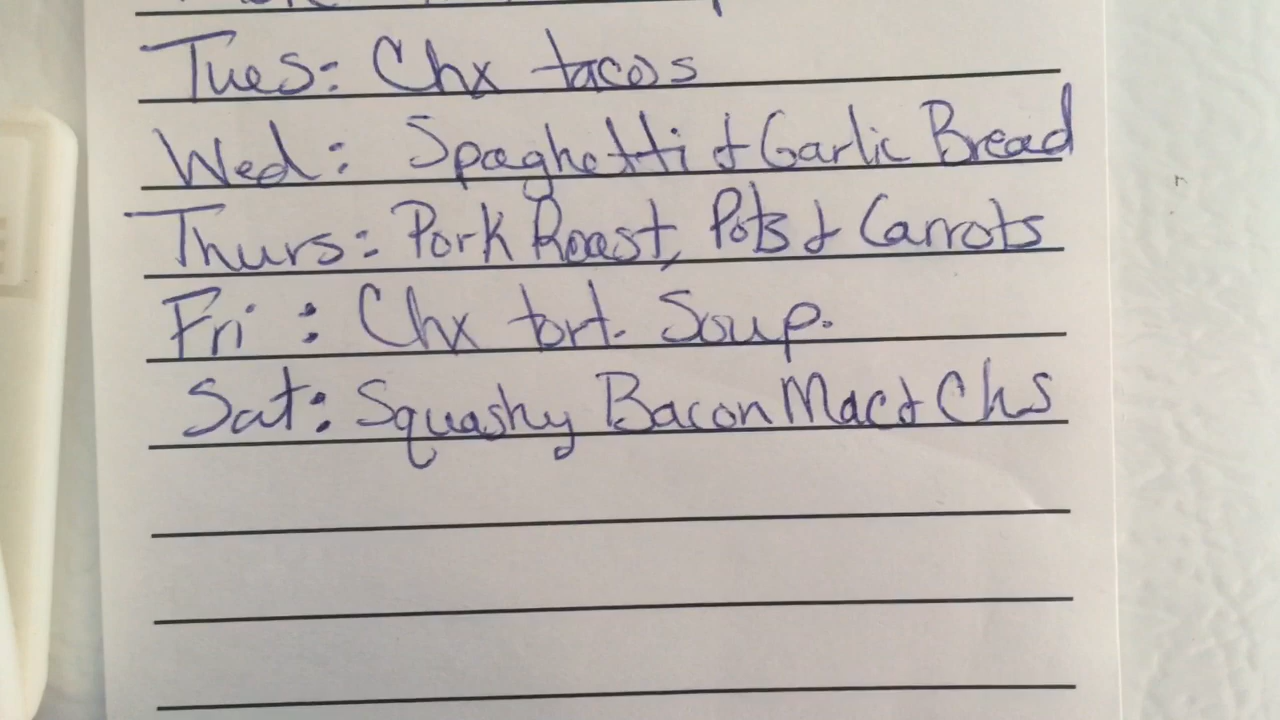 Tues: Chx tacos
Wed: Spaghetti & Garlic Bread
Thurs: Pork Roast, Pots & Carrots
Fri: Chx tort. Soup.
Sat: Squashy Bacon Mac & Chs